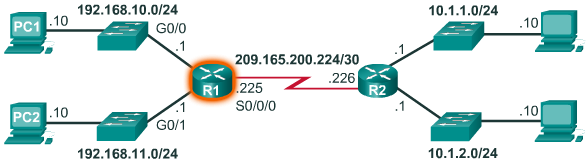 192.168.10.0/24
10.1.1.0/24
PC1
.10
G0/0
.1
.1
209.165.200.224/30
R1
.225
.226
R2
S0/0/0
PC2
.10
.1
G0/1
.1
192.168.11.0/24
10.1.2.0/24